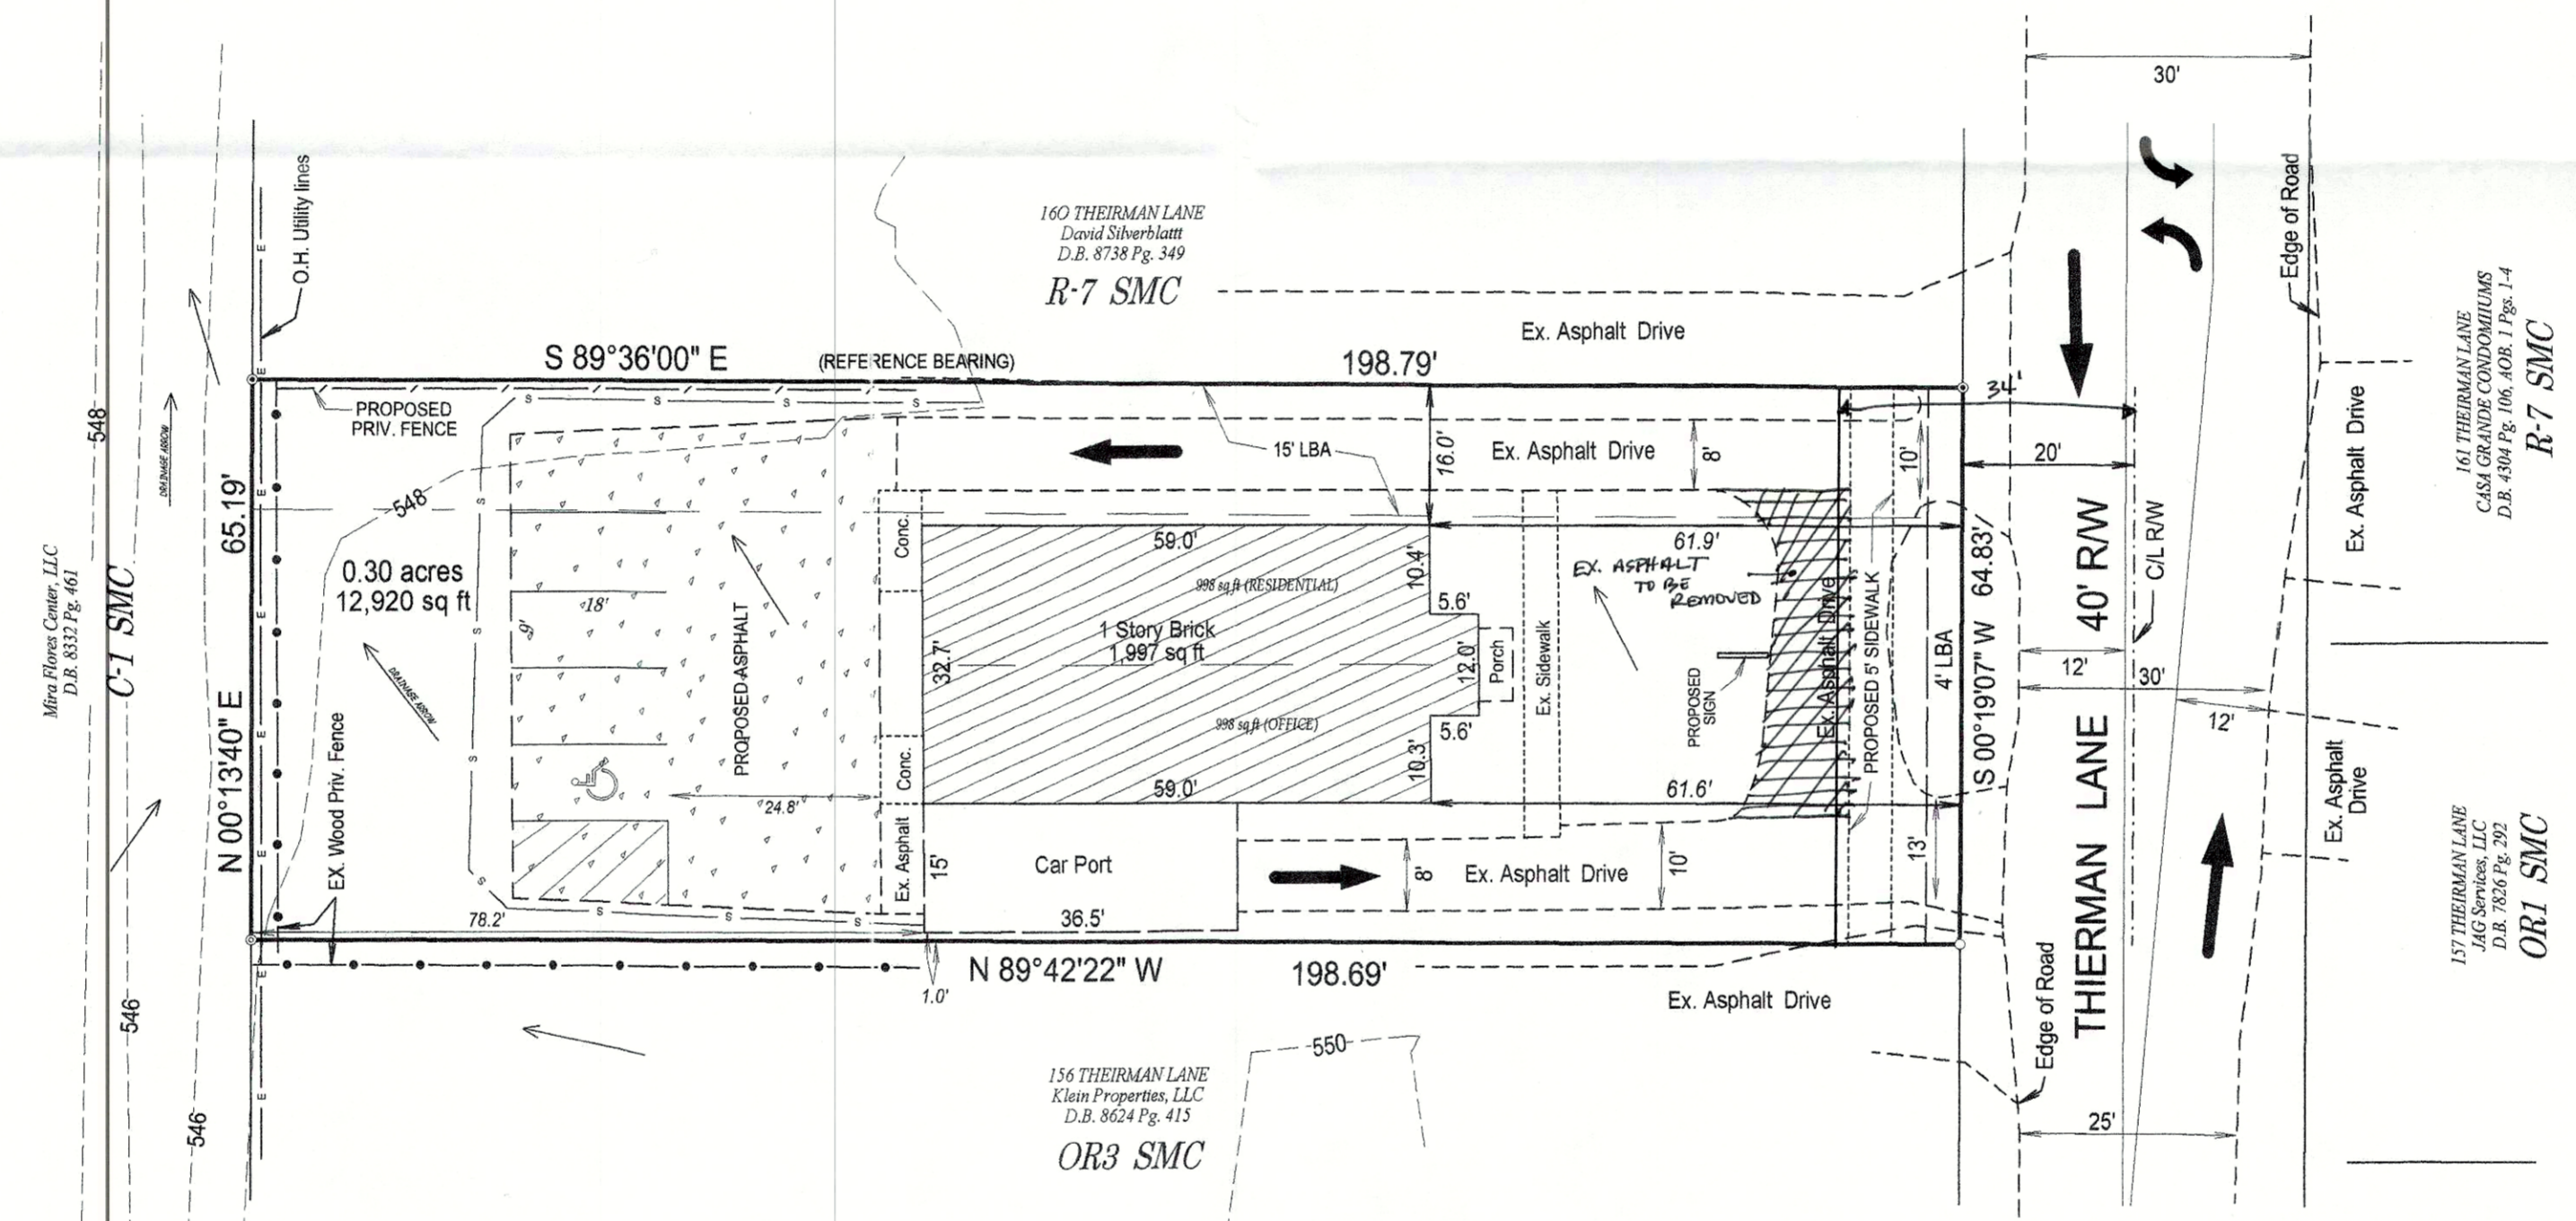 30'
O.H. Utility lines
Edge of Road
160 THEIRMAN LANE
David Silverblattt
D.B. 8738 Pg. 349
R-7 SMC
Ex. Asphalt Drive
161 THEIRMAN LANE
CASA GRANDE CONDOMIIUMS
D.B. 4304 Pg. 106, AOB. 1 Pgs. 1-4
R-7 SMC
S 89°36'00" E
(REFERENCE BEARING)
198.79'
34'
548
DRAINAGE ARROW
PROPOSED
PRIV. FENCE
15' LBA
16.0'
Ex. Asphalt Drive
8'
10'
20'
Ex. Asphalt Drive
65.19'
548
Conc.
59.0'
61.9'
10.4'
64.83'
40' R/W
C/L R/W
Mira Flores Center, LLC
D.B. 8332 Pg. 461
C-1 SMC
0.30 acres
12,920 sq ft
18'
9'
998 sq ft (RESIDENTIAL)
EX. ASPHALT
TO BE
REMOVED
5.6'
1 Story Brick
1,997 sq ft
32.7'
12.0'
Porch
Ex. Sidewalk
PROPOSED
SIGN
Ex. Asphalt Drive
PROPOSED 5' SIDEWALK
4' LBA
S 00°19'07" W
12'
30'
12'
DRAINAGE ARROW
PROPOSED ASPHALT
998 sq ft (OFFICE)
5.6'
10.3'
N 00°13'40" E
EX. Wood Priv. Fence
24.8'
Conc.
59.0'
61.6'
THIERMAN LANE
Ex. Asphalt
Drive
Ex. Asphalt
15'
Car Port
36.5'
8'
Ex. Asphalt Drive
10'
13'
157 THEIRMAN LANE
JAG Services, LLC
D.B. 7826 Pg. 292
OR1 SMC
78.2'
1.0'
N 89°42'22" W
198.69'
Ex. Asphalt Drive
Edge of Road
546
546
550
156 THEIRMAN LANE
Klein Properties, LLC
D.B. 8624 Pg. 415
OR3 SMC
25'
E
E
E
E
E
E
E
E
E
E
E
S
S
S
S
S
S
S
S
S
S
S